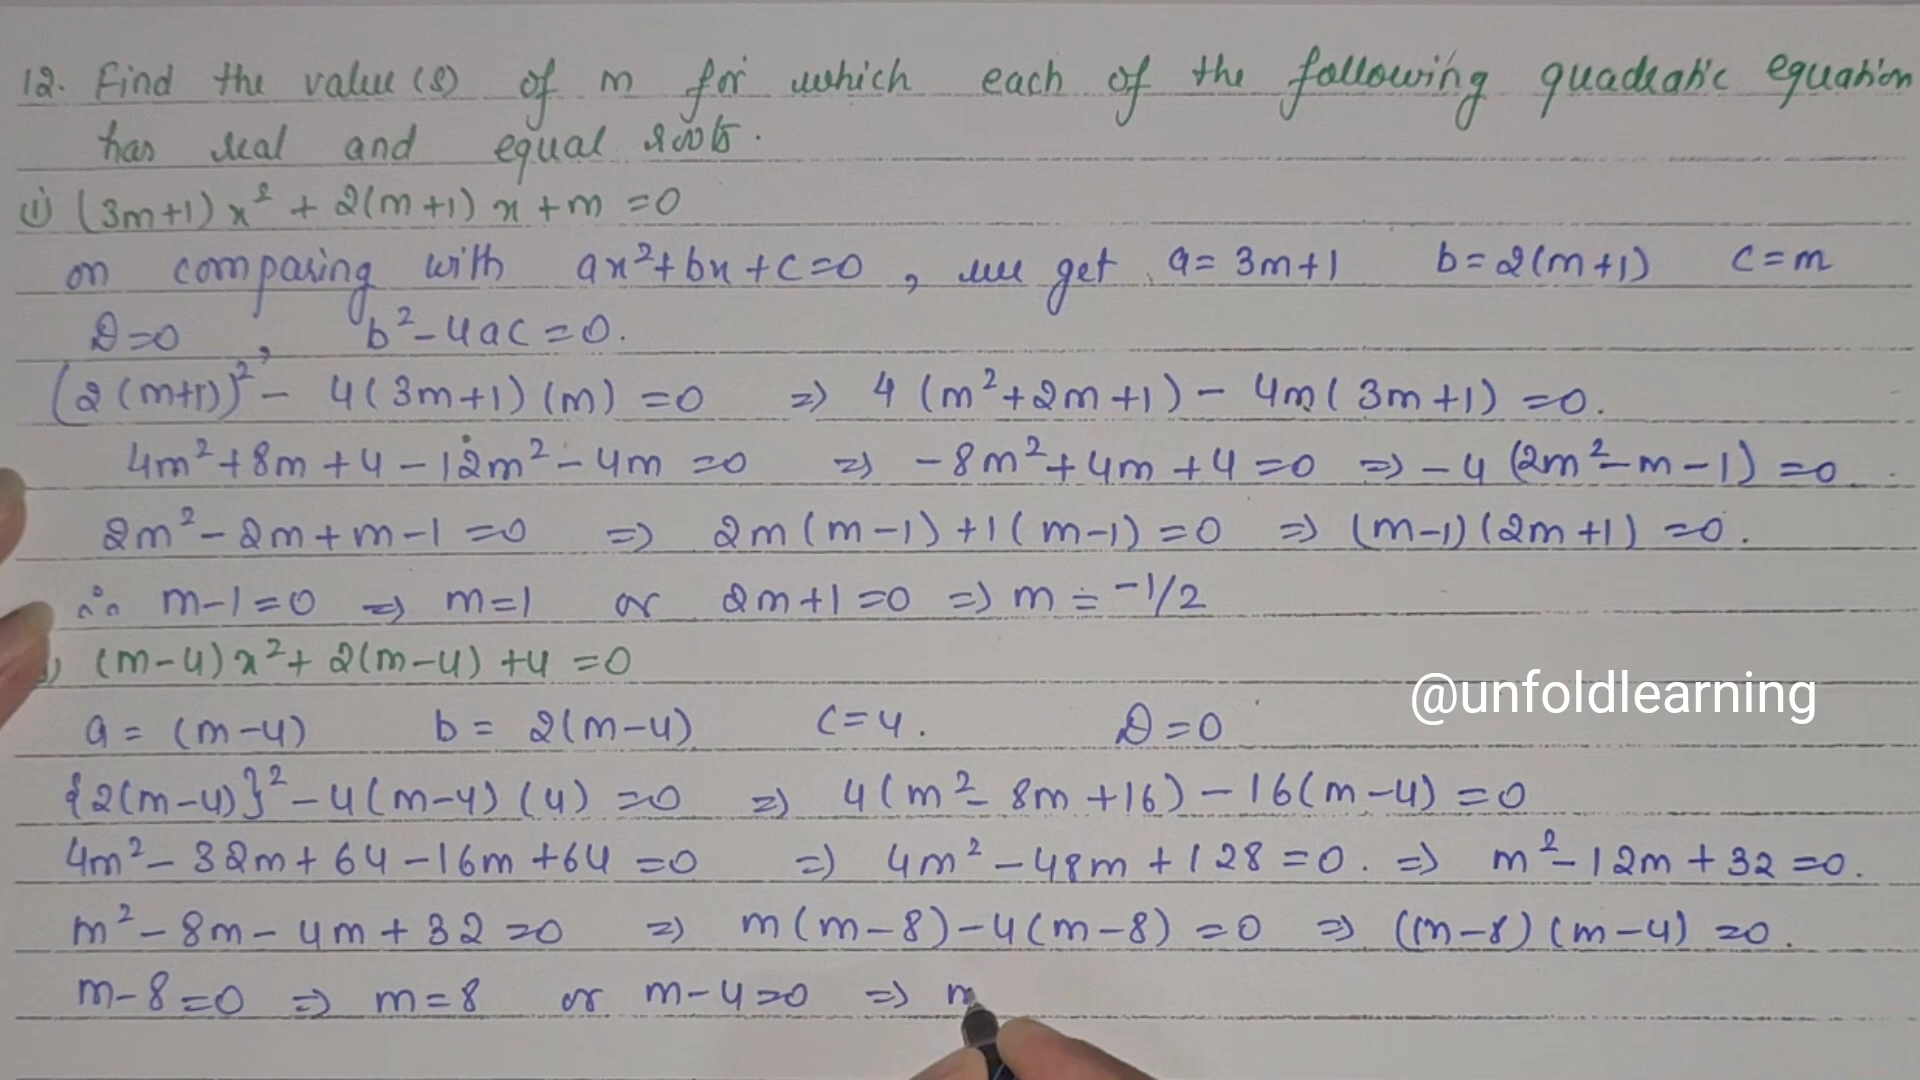 12. Find the value(s) of m for which each of the following quadratic equation
has real and equal roots.
(i) (3m+1)x² + 2(m+1)x + m = 0
on comparing with ax²+bx+c=0, we get a = 3m+1 b = 2(m+1) c = m
D=0, b²-4ac=0.
(2(m+1))² - 4(3m+1)(m) = 0 ⇒ 4(m²+2m+1) - 4m(3m+1) = 0.
4m²+8m+4-12m²-4m = 0 ⇒ -8m²+4m+4=0 ⇒ -4(2m²-m-1)=0
2m²-2m+m-1=0 ⇒ 2m(m-1)+1(m-1)=0 ⇒ (m-1)(2m+1)=0.
∴ m-1=0 ⇒ m=1 or 2m+1=0 ⇒ m = -1/2
) (m-4)x²+ 2(m-4) +4 = 0
@unfoldlearning
a = (m-4) b = 2(m-4) c=4. D=0
{2(m-4)}² - 4(m-4)(4) = 0 ⇒ 4(m²-8m+16) - 16(m-4) = 0
4m²-32m+64-16m+64=0 ⇒ 4m²-48m+128=0. ⇒ m²-12m+32=0.
m²-8m-4m+32=0 ⇒ m(m-8)-4(m-8)=0 ⇒ (m-8)(m-4)=0.
m-8=0 ⇒ m=8 or m-4=0 ⇒ m